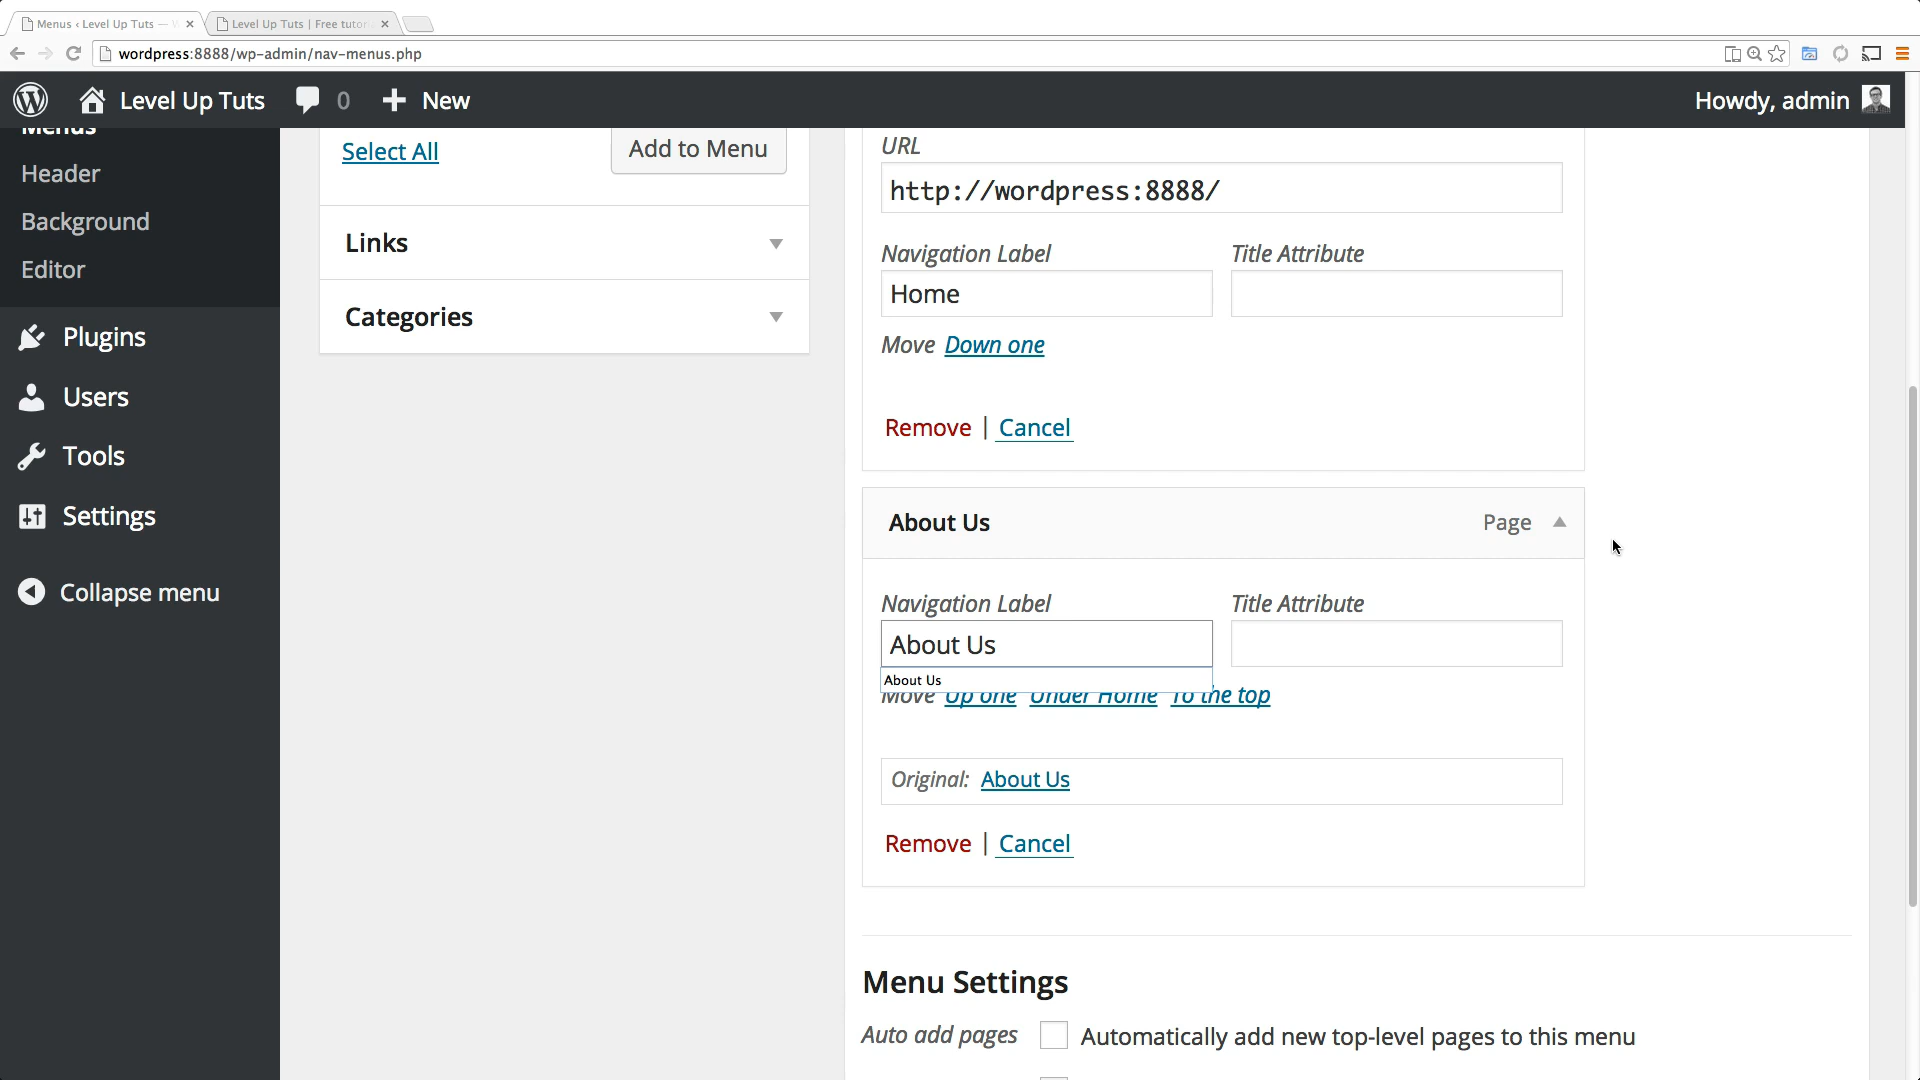 Menus ‹ Level Up Tuts —
Level Up Tuts | Free tutor
wordpress:8888/wp-admin/nav-menus.php
Level Up Tuts 0 New
Howdy, admin
Menus
Header
Background
Editor
Plugins
Users
Tools
Settings
Collapse menu
Select All
Add to Menu
Links
Categories
URL
http://wordpress:8888/
Navigation Label Title Attribute
Home
Move Down one
Remove | Cancel
About Us Page
Navigation Label Title Attribute
About Us
About Us
Move Up one Under Home To the top
Original: About Us
Remove | Cancel
Menu Settings
Auto add pages Automatically add new top-level pages to this menu